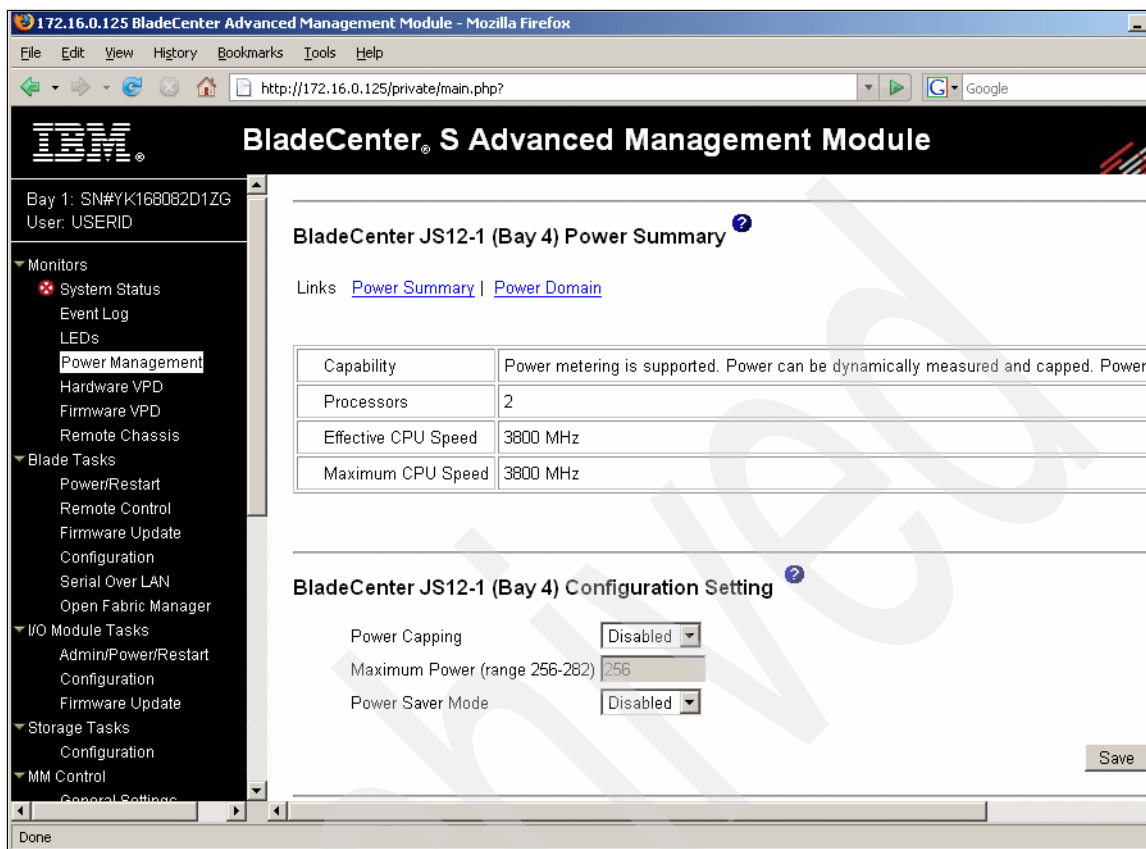 172.16.0.125 BladeCenter Advanced Management Module - Mozilla Firefox
File Edit View History Bookmarks Tools Help
http://172.16.0.125/private/main.php?
G Google
IBM®
BladeCenter® S Advanced Management Module
Bay 1: SN#YK168082D1ZG
User: USERID
Monitors
System Status
Event Log
LEDs
Power Management
Hardware VPD
Firmware VPD
Remote Chassis
Blade Tasks
Power/Restart
Remote Control
Firmware Update
Configuration
Serial Over LAN
Open Fabric Manager
I/O Module Tasks
Admin/Power/Restart
Configuration
Firmware Update
Storage Tasks
Configuration
MM Control
General Settings
BladeCenter JS12-1 (Bay 4) Power Summary ?
Links Power Summary | Power Domain
Capability Power metering is supported. Power can be dynamically measured and capped. Power
Processors 2
Effective CPU Speed 3800 MHz
Maximum CPU Speed 3800 MHz
BladeCenter JS12-1 (Bay 4) Configuration Setting ?
Power Capping Disabled
Maximum Power (range 256-282) 256
Power Saver Mode Disabled
Save
Done